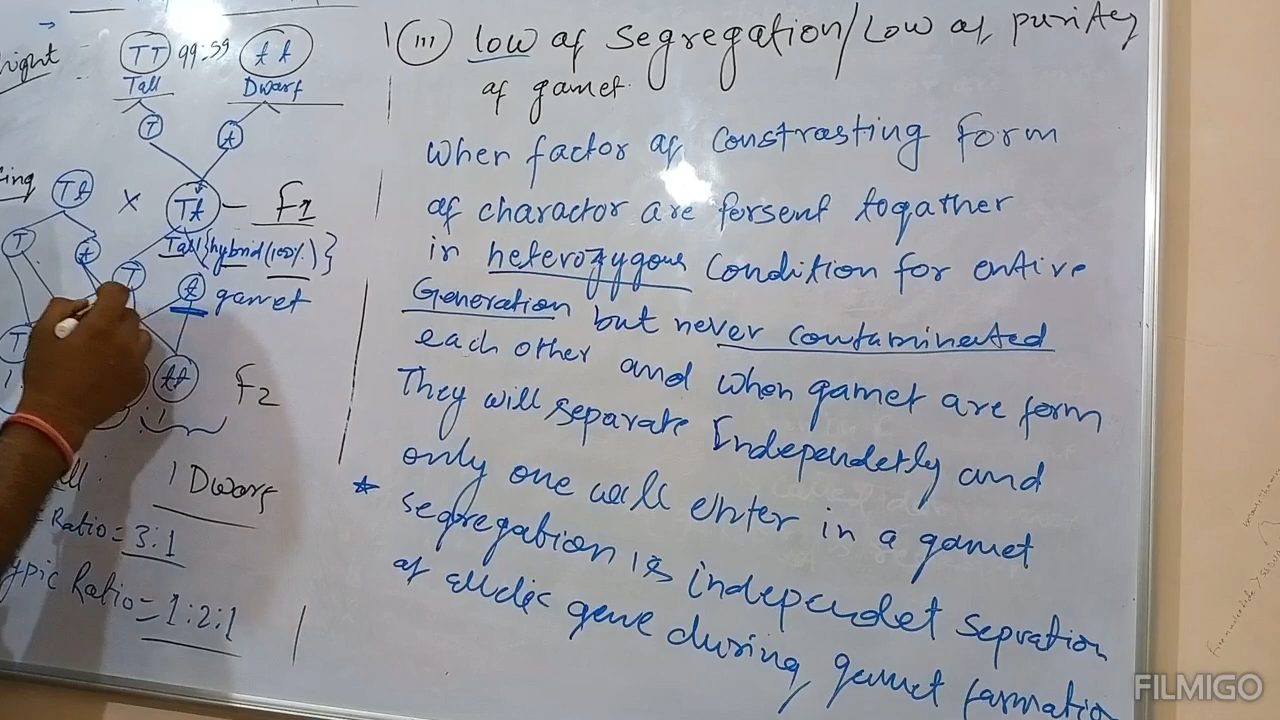 TT 99:99 tt
Tall Dwarf
T t
Tt × Tt - F1
Tall {hybrid (100%)}
T t T t gamet
T tt F2
1 Dwarf
Ratio = 3:1
Ratio = 1:2:1
(III) Low of segregation/Low of purity
of gamet
When factor of constrasting form
of charactor are persent togather
in heterozygous condition for entire
Generation but never contaminated
each other and when gamet are form
They will separate Independetly and
only one will enter in a gamet
* segregation is independet sepration
of allelic gene during gamet formatio
FILMIGO